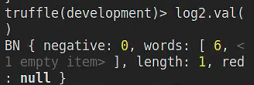 truffle(development)> log2.val(
)
BN { negative: 0, words: [ 6, <
1 empty item> ], length: 1, red
: null }